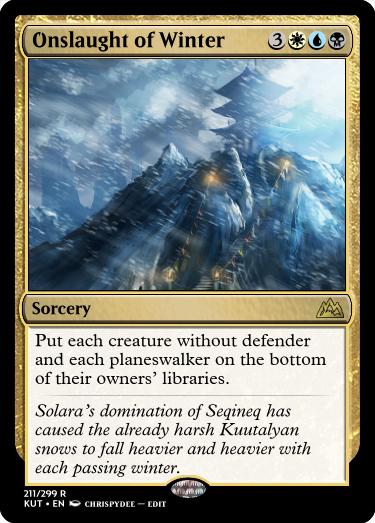 Onslaught of Winter 3
Sorcery
Put each creature without defender
and each planeswalker on the bottom
of their owners’ libraries.
Solara’s domination of Seqineq has
caused the already harsh Kuutalyan
snows to fall heavier and heavier with
each passing winter.
211/299 R
KUT • EN CHRISPYDEE — EDIT